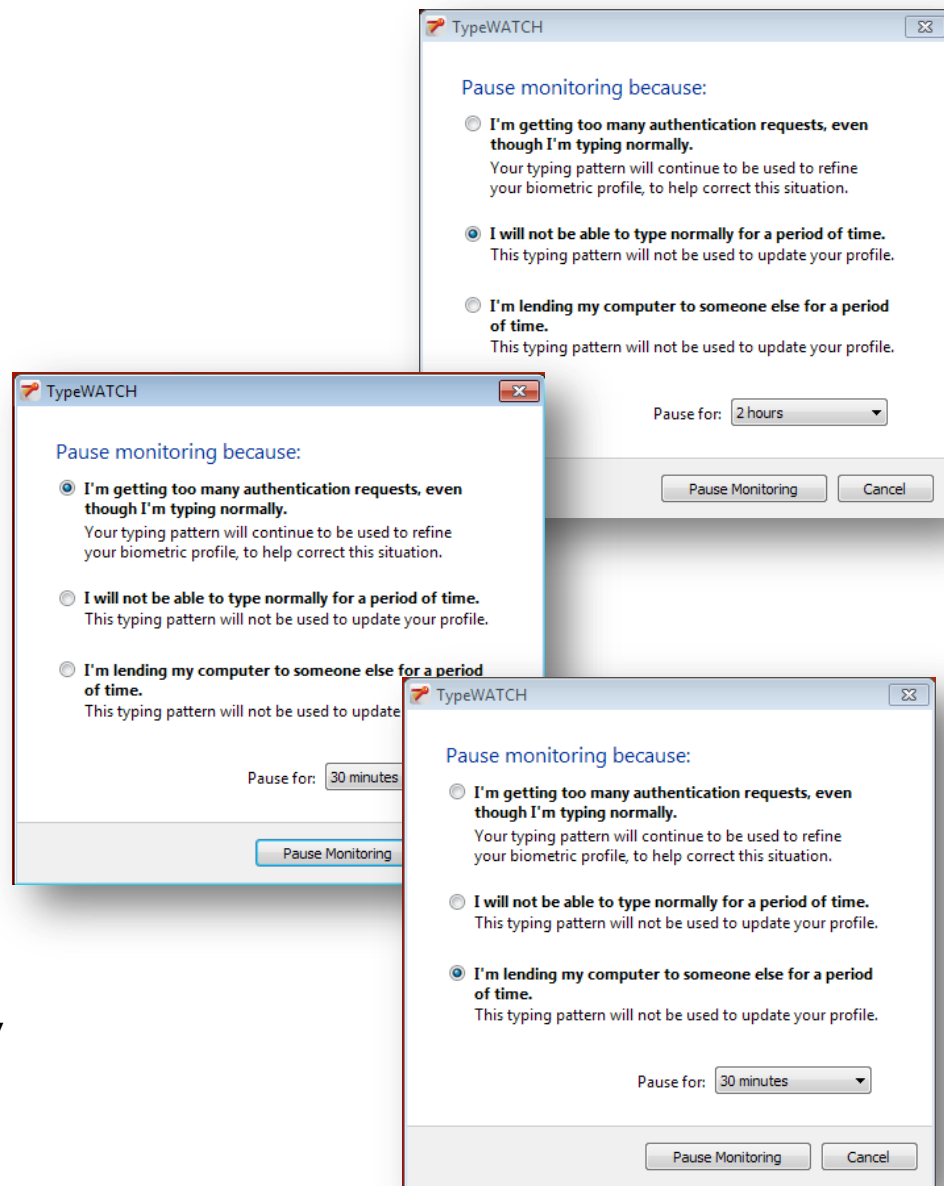 TypeWATCH
Pause monitoring because:
I'm getting too many authentication requests, even
though I'm typing normally.
Your typing pattern will continue to be used to refine
your biometric profile, to help correct this situation.
I will not be able to type normally for a period of time.
This typing pattern will not be used to update your profile.
I'm lending my computer to someone else for a period
of time.
This typing pattern will not be used to update your profile.
Pause for: 2 hours
Pause Monitoring Cancel
TypeWATCH
Pause monitoring because:
I'm getting too many authentication requests, even
though I'm typing normally.
Your typing pattern will continue to be used to refine
your biometric profile, to help correct this situation.
I will not be able to type normally for a period of time.
This typing pattern will not be used to update your profile.
I'm lending my computer to someone else for a period
of time.
This typing pattern will not be used to update
Pause for: 30 minutes
Pause Monitoring
TypeWATCH
Pause monitoring because:
I'm getting too many authentication requests, even
though I'm typing normally.
Your typing pattern will continue to be used to refine
your biometric profile, to help correct this situation.
I will not be able to type normally for a period of time.
This typing pattern will not be used to update your profile.
I'm lending my computer to someone else for a period
of time.
This typing pattern will not be used to update your profile.
Pause for: 30 minutes
Pause Monitoring Cancel